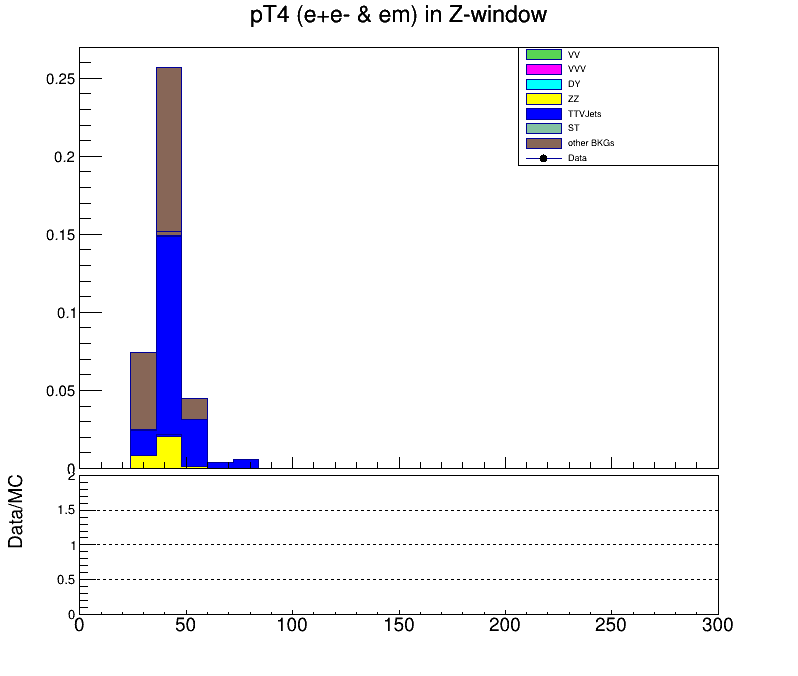 pT4 (e+e- & em) in Z-window
VV
VVV
DY
ZZ
TTVJets
ST
other BKGs
Data
0.25
0.2
0.15
0.1
0.05
0
Data/MC
2
1.5
1
0.5
0
0 50 100 150 200 250 300